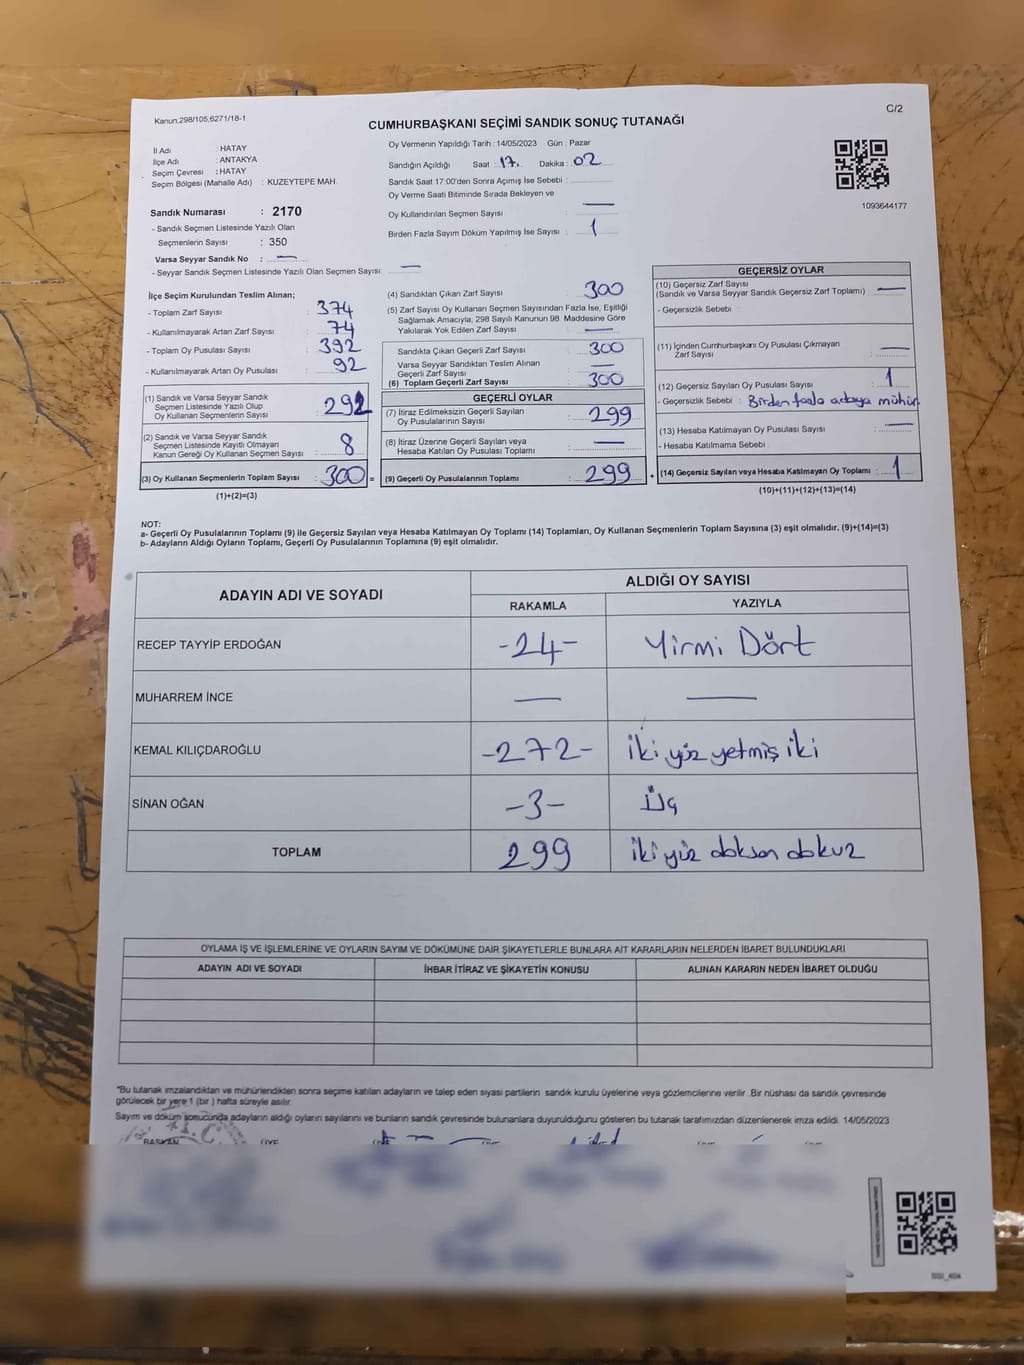 Kanun:298/105,6271/18-1
C/2
CUMHURBAŞKANI SEÇİMİ SANDIK SONUÇ TUTANAĞI
İl Adı : HATAY
İlçe Adı : ANTAKYA
Seçim Çevresi : HATAY
Seçim Bölgesi (Mahalle Adı) : KUZEYTEPE MAH.
Sandık Numarası : 2170
- Sandık Seçmen Listesinde Yazılı Olan
Seçmenlerin Sayısı : 350
Varsa Seyyar Sandık No : —
- Seyyar Sandık Seçmen Listesinde Yazılı Olan Seçmen Sayısı: —
Oy Vermenin Yapıldığı Tarih : 14/05/2023 Gün : Pazar
Sandığın Açıldığı Saat : 17. Dakika : 02
Sandık Saat 17:00'den Sonra Açmış İse Sebebi :
Oy Verme Saati Bitiminde Sırada Bekleyen ve
Oy Kullandırılan Seçmen Sayısı : —
Birden Fazla Sayım Döküm Yapılmış İse Sayısı : 1
1093644177
İlçe Seçim Kurulundan Teslim Alınan;
- Toplam Zarf Sayısı : 374
- Kullanılmayarak Artan Zarf Sayısı : 74
- Toplam Oy Pusulası Sayısı : 392
- Kullanılmayarak Artan Oy Pusulası : 92
(1) Sandık ve Varsa Seyyar Sandık
Seçmen Listesinde Yazılı Olup
Oy Kullanan Seçmenlerin Sayısı : 292
(2) Sandık ve Varsa Seyyar Sandık
Seçmen Listesinde Kayıtlı Olmayan
Kanun Gereği Oy Kullanan Seçmen Sayısı : 8
(3) Oy Kullanan Seçmenlerin Toplam Sayısı : 300 =
(1)+(2)=(3)
(4) Sandıktan Çıkan Zarf Sayısı : 300
(5) Zarf Sayısı Oy Kullanan Seçmen Sayısından Fazla İse, Eşitliği
Sağlamak Amacıyla; 298 Sayılı Kanunun 98. Maddesine Göre
Yakılarak Yok Edilen Zarf Sayısı : —
Sandıkta Çıkan Geçerli Zarf Sayısı : 300
Varsa Seyyar Sandıktan Teslim Alınan
Geçerli Zarf Sayısı : —
(6) Toplam Geçerli Zarf Sayısı : 300
GEÇERLİ OYLAR
(7) İtiraz Edilmeksizin Geçerli Sayılan
Oy Pusulasının Sayısı : 299
(8) İtiraz Üzerine Geçerli Sayılan veya
Hesaba Katılan Oy Pusulası Toplamı : —
(9) Geçerli Oy Pusulalarının Toplamı : 299 +
GEÇERSİZ OYLAR
(10) Geçersiz Zarf Sayısı
(Sandık ve Varsa Seyyar Sandık Geçersiz Zarf Toplamı) : —
- Geçersizlik Sebebi :
(11) İçinden Cumhurbaşkanı Oy Pusulası Çıkmayan
Zarf Sayısı : —
(12) Geçersiz Sayılan Oy Pusulası Sayısı : 1
- Geçersizlik Sebebi : Birden fazla adaya mühür
(13) Hesaba Katılmayan Oy Pusulası Sayısı : —
- Hesaba Katılmama Sebebi
(14) Geçersiz Sayılan veya Hesaba Katılmayan Oy Toplamı : 1
(10)+(11)+(12)+(13)=(14)
NOT:
a- Geçerli Oy Pusulalarının Toplamı (9) ile Geçersiz Sayılan veya Hesaba Katılmayan Oy Toplamı (14) Toplamları, Oy Kullanan Seçmenlerin Toplam Sayısına (3) eşit olmalıdır. (9)+(14)=(3)
b- Adayların Aldığı Oyların Toplamı, Geçerli Oy Pusulalarının Toplamına (9) eşit olmalıdır.
ADAYIN ADI VE SOYADI ALDIĞI OY SAYISI
RAKAMLA YAZIYLA
RECEP TAYYİP ERDOĞAN -24- Yirmi Dört
MUHARREM İNCE — —
KEMAL KILIÇDAROĞLU -272- iki yüz yetmiş iki
SİNAN OĞAN -3- Üç
TOPLAM 299 iki yüz doksan dokuz
OYLAMA İŞ VE İŞLEMLERİNE VE OYLARIN SAYIM VE DÖKÜMÜNE DAİR ŞİKAYETLERLE BUNLARA AİT KARARLARIN NELERDEN İBARET BULUNDUKLARI
ADAYIN ADI VE SOYADI İHBAR İTİRAZ VE ŞİKAYETİN KONUSU ALINAN KARARIN NEDEN İBARET OLDUĞU
*Bu tutanak imzalandıktan ve mühürlendikten sonra seçime katılan adayların ve talep eden siyasi partilerin sandık kurulu üyelerine veya gözlemcilerine verilir. Bir nüshası da sandık çevresinde
görülecek bir yere 1 (bir ) hafta süreyle asılır.
Sayım ve döküm sonucunda adayların aldığı oyların sayılarını ve bunların sandık çevresinde bulunanlara duyurulduğunu gösteren bu tutanak tarafımızdan düzenlenerek imza edildi. 14/05/2023
BAŞKAN ÜYE